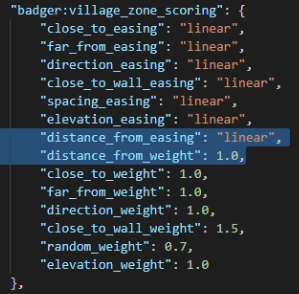 "badger:village_zone_scoring": {
"close_to_easing": "linear",
"far_from_easing": "linear",
"direction_easing": "linear",
"close_to_wall_easing": "linear",
"spacing_easing": "linear",
"elevation_easing": "linear",
"distance_from_easing": "linear",
"distance_from_weight": 1.0,
"close_to_weight": 1.0,
"far_from_weight": 1.0,
"direction_weight": 1.0,
"close_to_wall_weight": 1.5,
"random_weight": 0.7,
"elevation_weight": 1.0
},